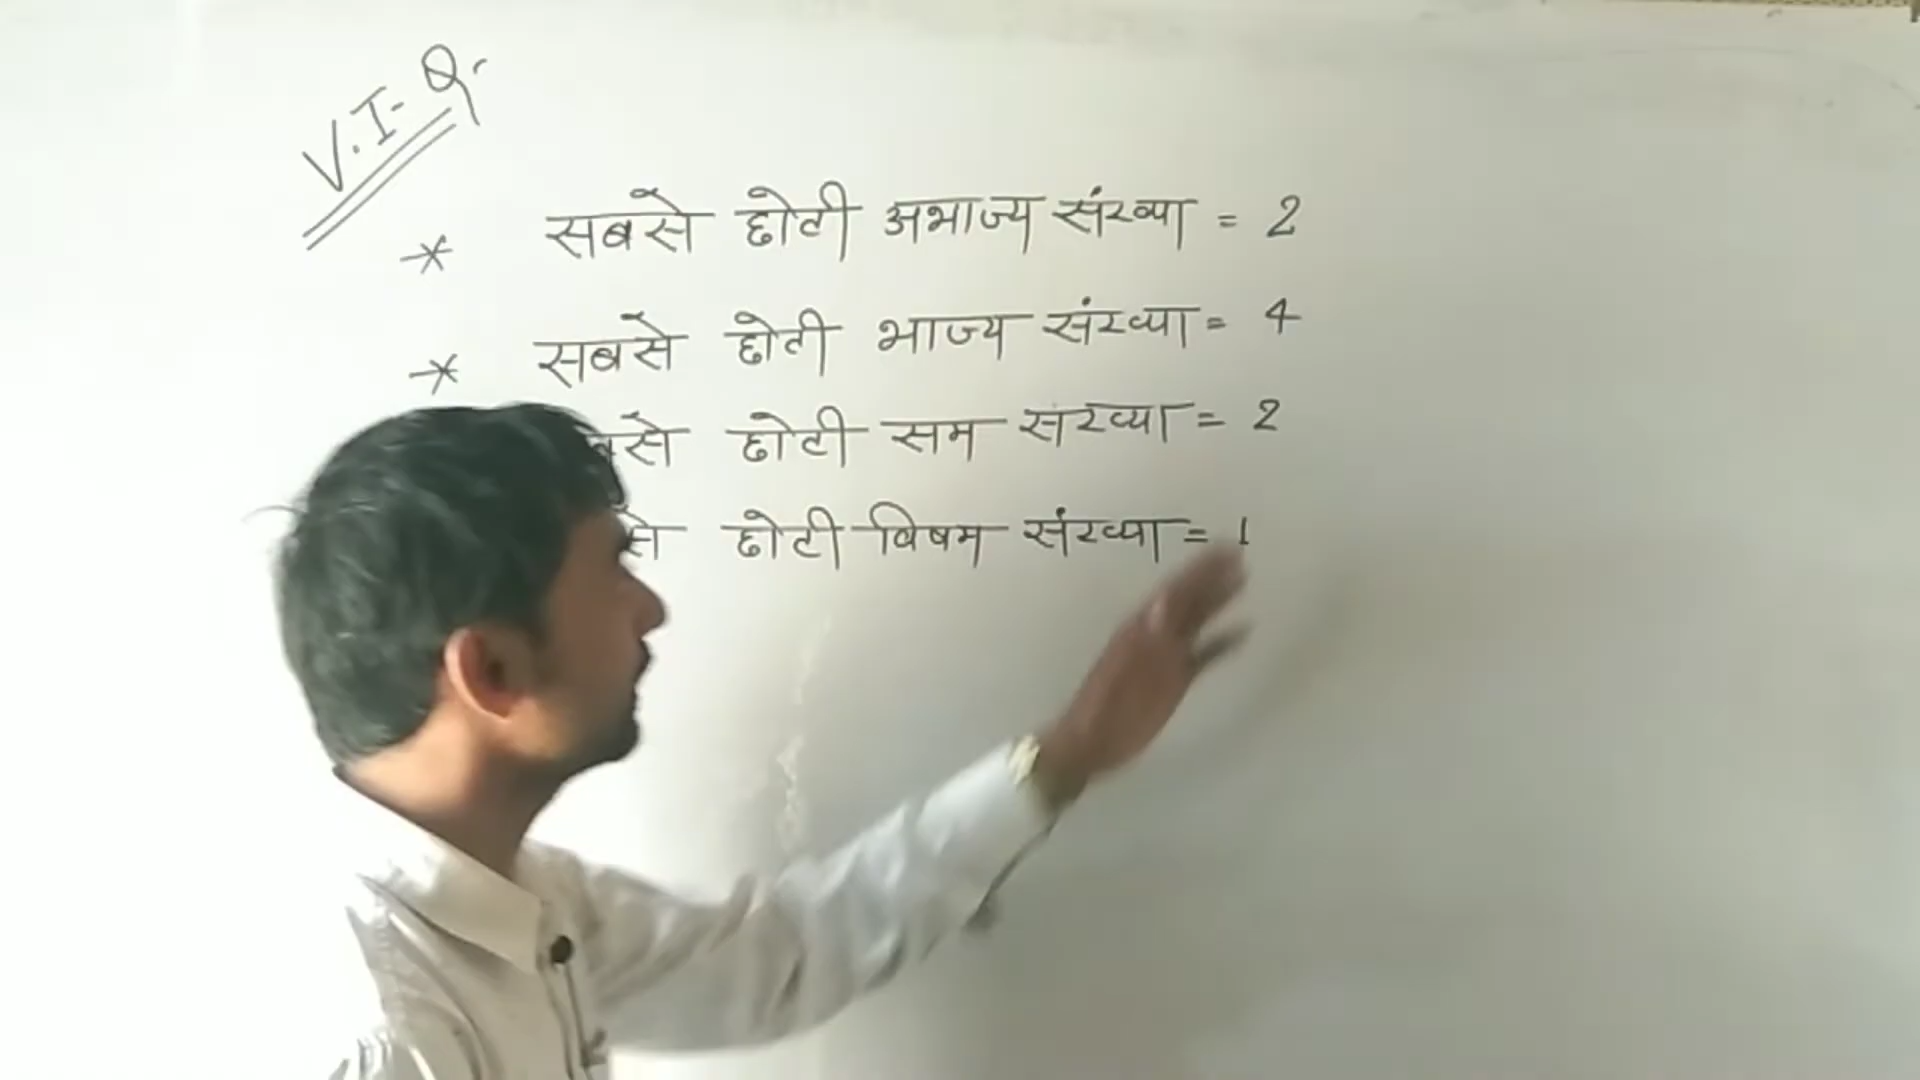 V. I- Q.
* सबसे छोटी अभाज्य संख्या = 2
* सबसे छोटी भाज्य संख्या = 4
छोटी सम संख्या = 2
छोटी विषम संख्या = 1